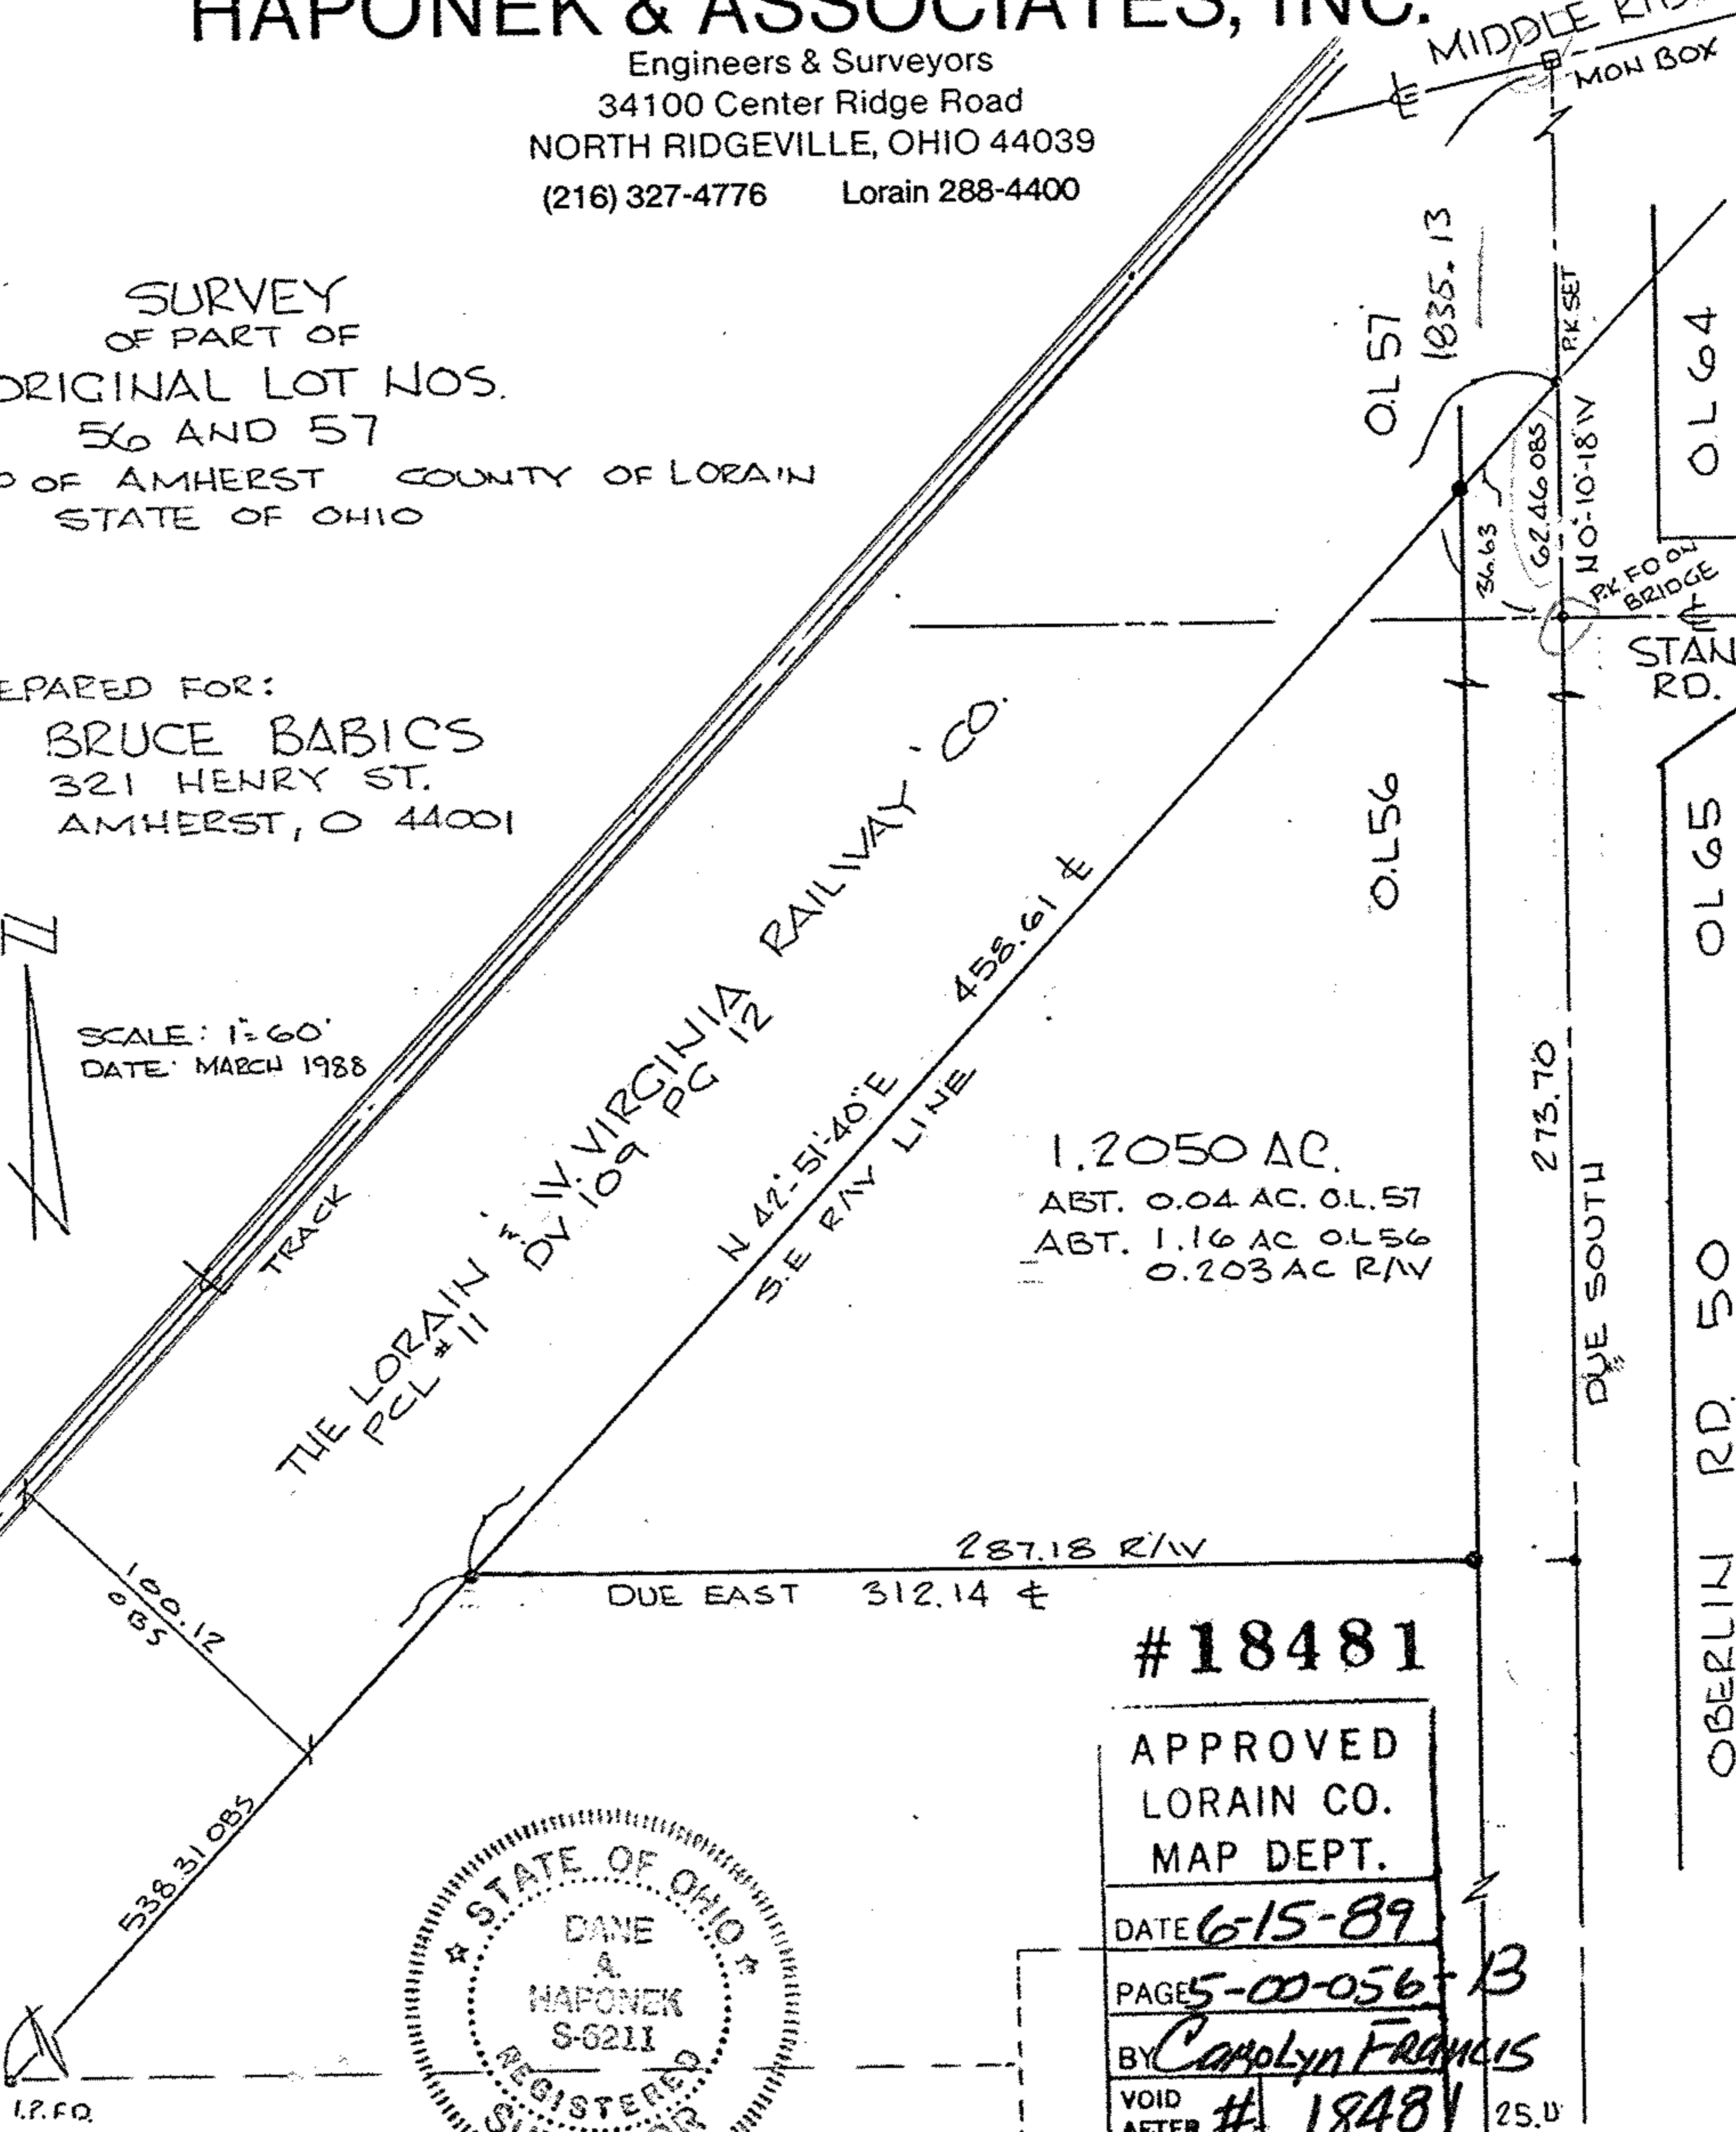 HAPONEK & ASSOCIATES, INC.
Engineers & Surveyors
34100 Center Ridge Road
NORTH RIDGEVILLE, OHIO 44039
(216) 327-4776 Lorain 288-4400
MIDDLE
MON BOX
SURVEY
OF PART OF
ORIGINAL LOT NOS.
56 AND 57
OF AMHERST COUNTY OF LORAIN
STATE OF OHIO
O.L 57
1835.13
P.K. SET
O L 64
36.63
62.46 OBS
N0°-10'-18"W
P.K. FD ON
BRIDGE
℄
STAN
RD.
EPARED FOR:
BRUCE BABICS
321 HENRY ST.
AMHERST, O 44001
N
SCALE: 1"=60'
DATE: MARCH 1988
TRACK
THE LORAIN & W. VIRGINIA RAILWAY CO.
PCL #11 DV 109 PG 12
N 42°-51'-40"E 458.61 ℄
S.E R/W LINE
O.L56
O L 65
273.70
DUE SOUTH
1.2050 AC.
ABT. 0.04 AC. O.L. 57
ABT. 1.16 AC O.L 56
0.203 AC R/W
OBERLIN RD. 50
287.18 R/W
DUE EAST 312.14 ℄
100.12
OBS
538.31 OBS
I.P. FD.
STATE OF OHIO
DANE
A.
HAPONEK
S-6211
REGISTERED
#18481
APPROVED
LORAIN CO.
MAP DEPT.
DATE 6-15-89
PAGE 5-00-056-13
BY Carolyn Francis
VOID
AFTER # 18481
25.0